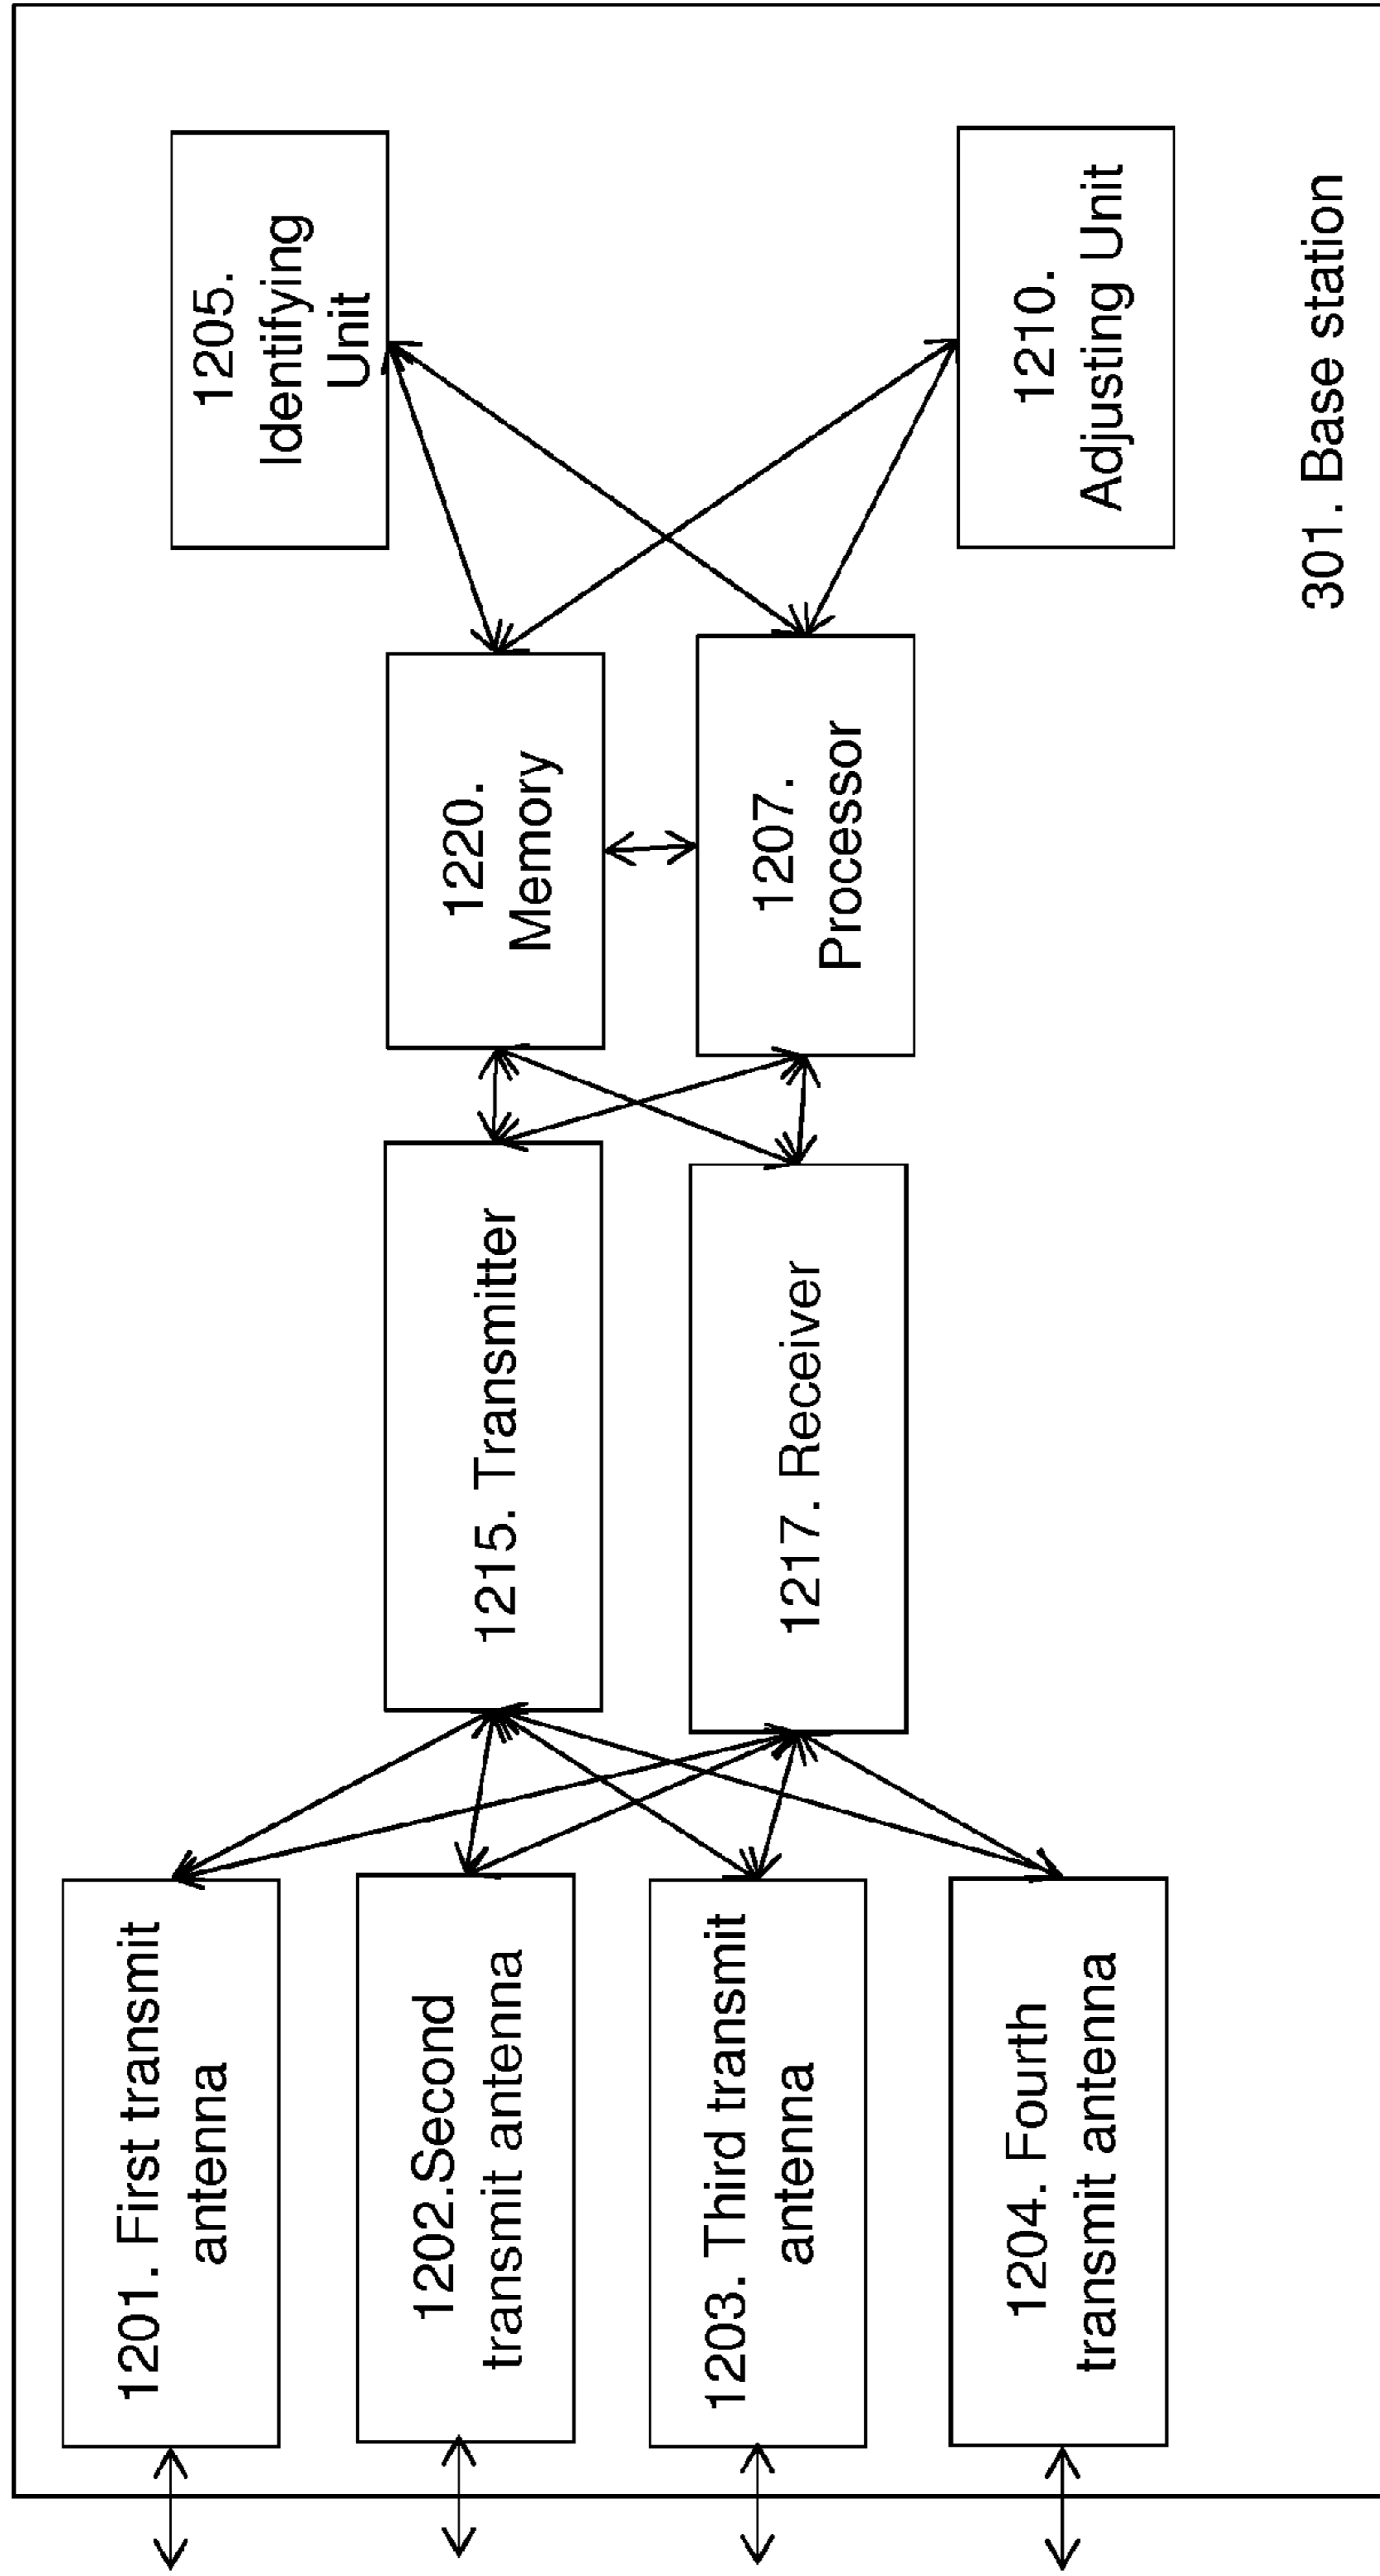 1201. First transmit
antenna
1202.Second
transmit antenna
1203. Third transmit
antenna
1204. Fourth
transmit antenna
1215. Transmitter
1217. Receiver
1220.
Memory
1207.
Processor
1205.
Identifying
Unit
1210.
Adjusting Unit
301. Base station